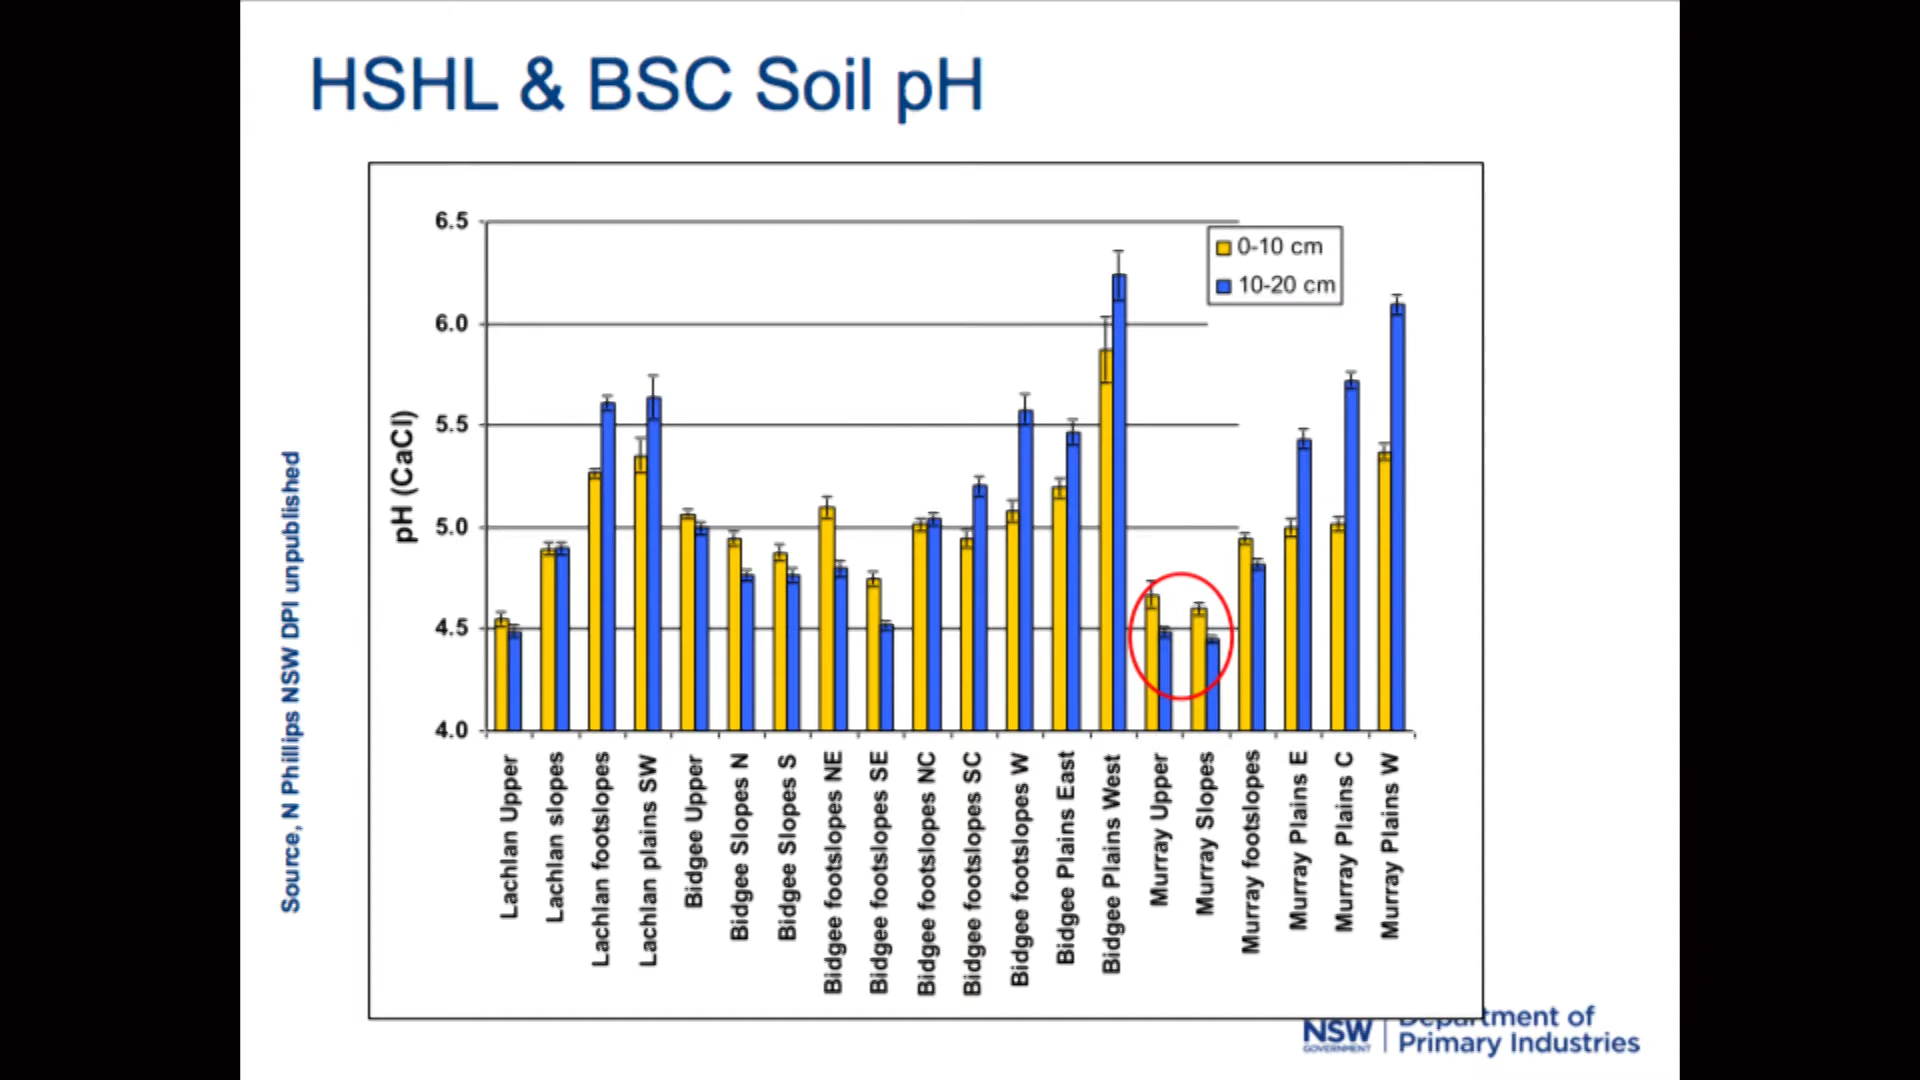 HSHL & BSC Soil pH
Source, N Phillips NSW DPI unpublished
pH (CaCl)
6.5
6.0
5.5
5.0
4.5
4.0
0-10 cm
10-20 cm
Lachlan Upper
Lachlan slopes
Lachlan footslopes
Lachlan plains SW
Bidgee Upper
Bidgee Slopes N
Bidgee Slopes S
Bidgee footslopes NE
Bidgee footslopes SE
Bidgee footslopes NC
Bidgee footslopes SC
Bidgee footslopes W
Bidgee Plains East
Bidgee Plains West
Murray Upper
Murray Slopes
Murray footslopes
Murray Plains E
Murray Plains C
Murray Plains W
NSW
GOVERNMENT
Department of
Primary Industries